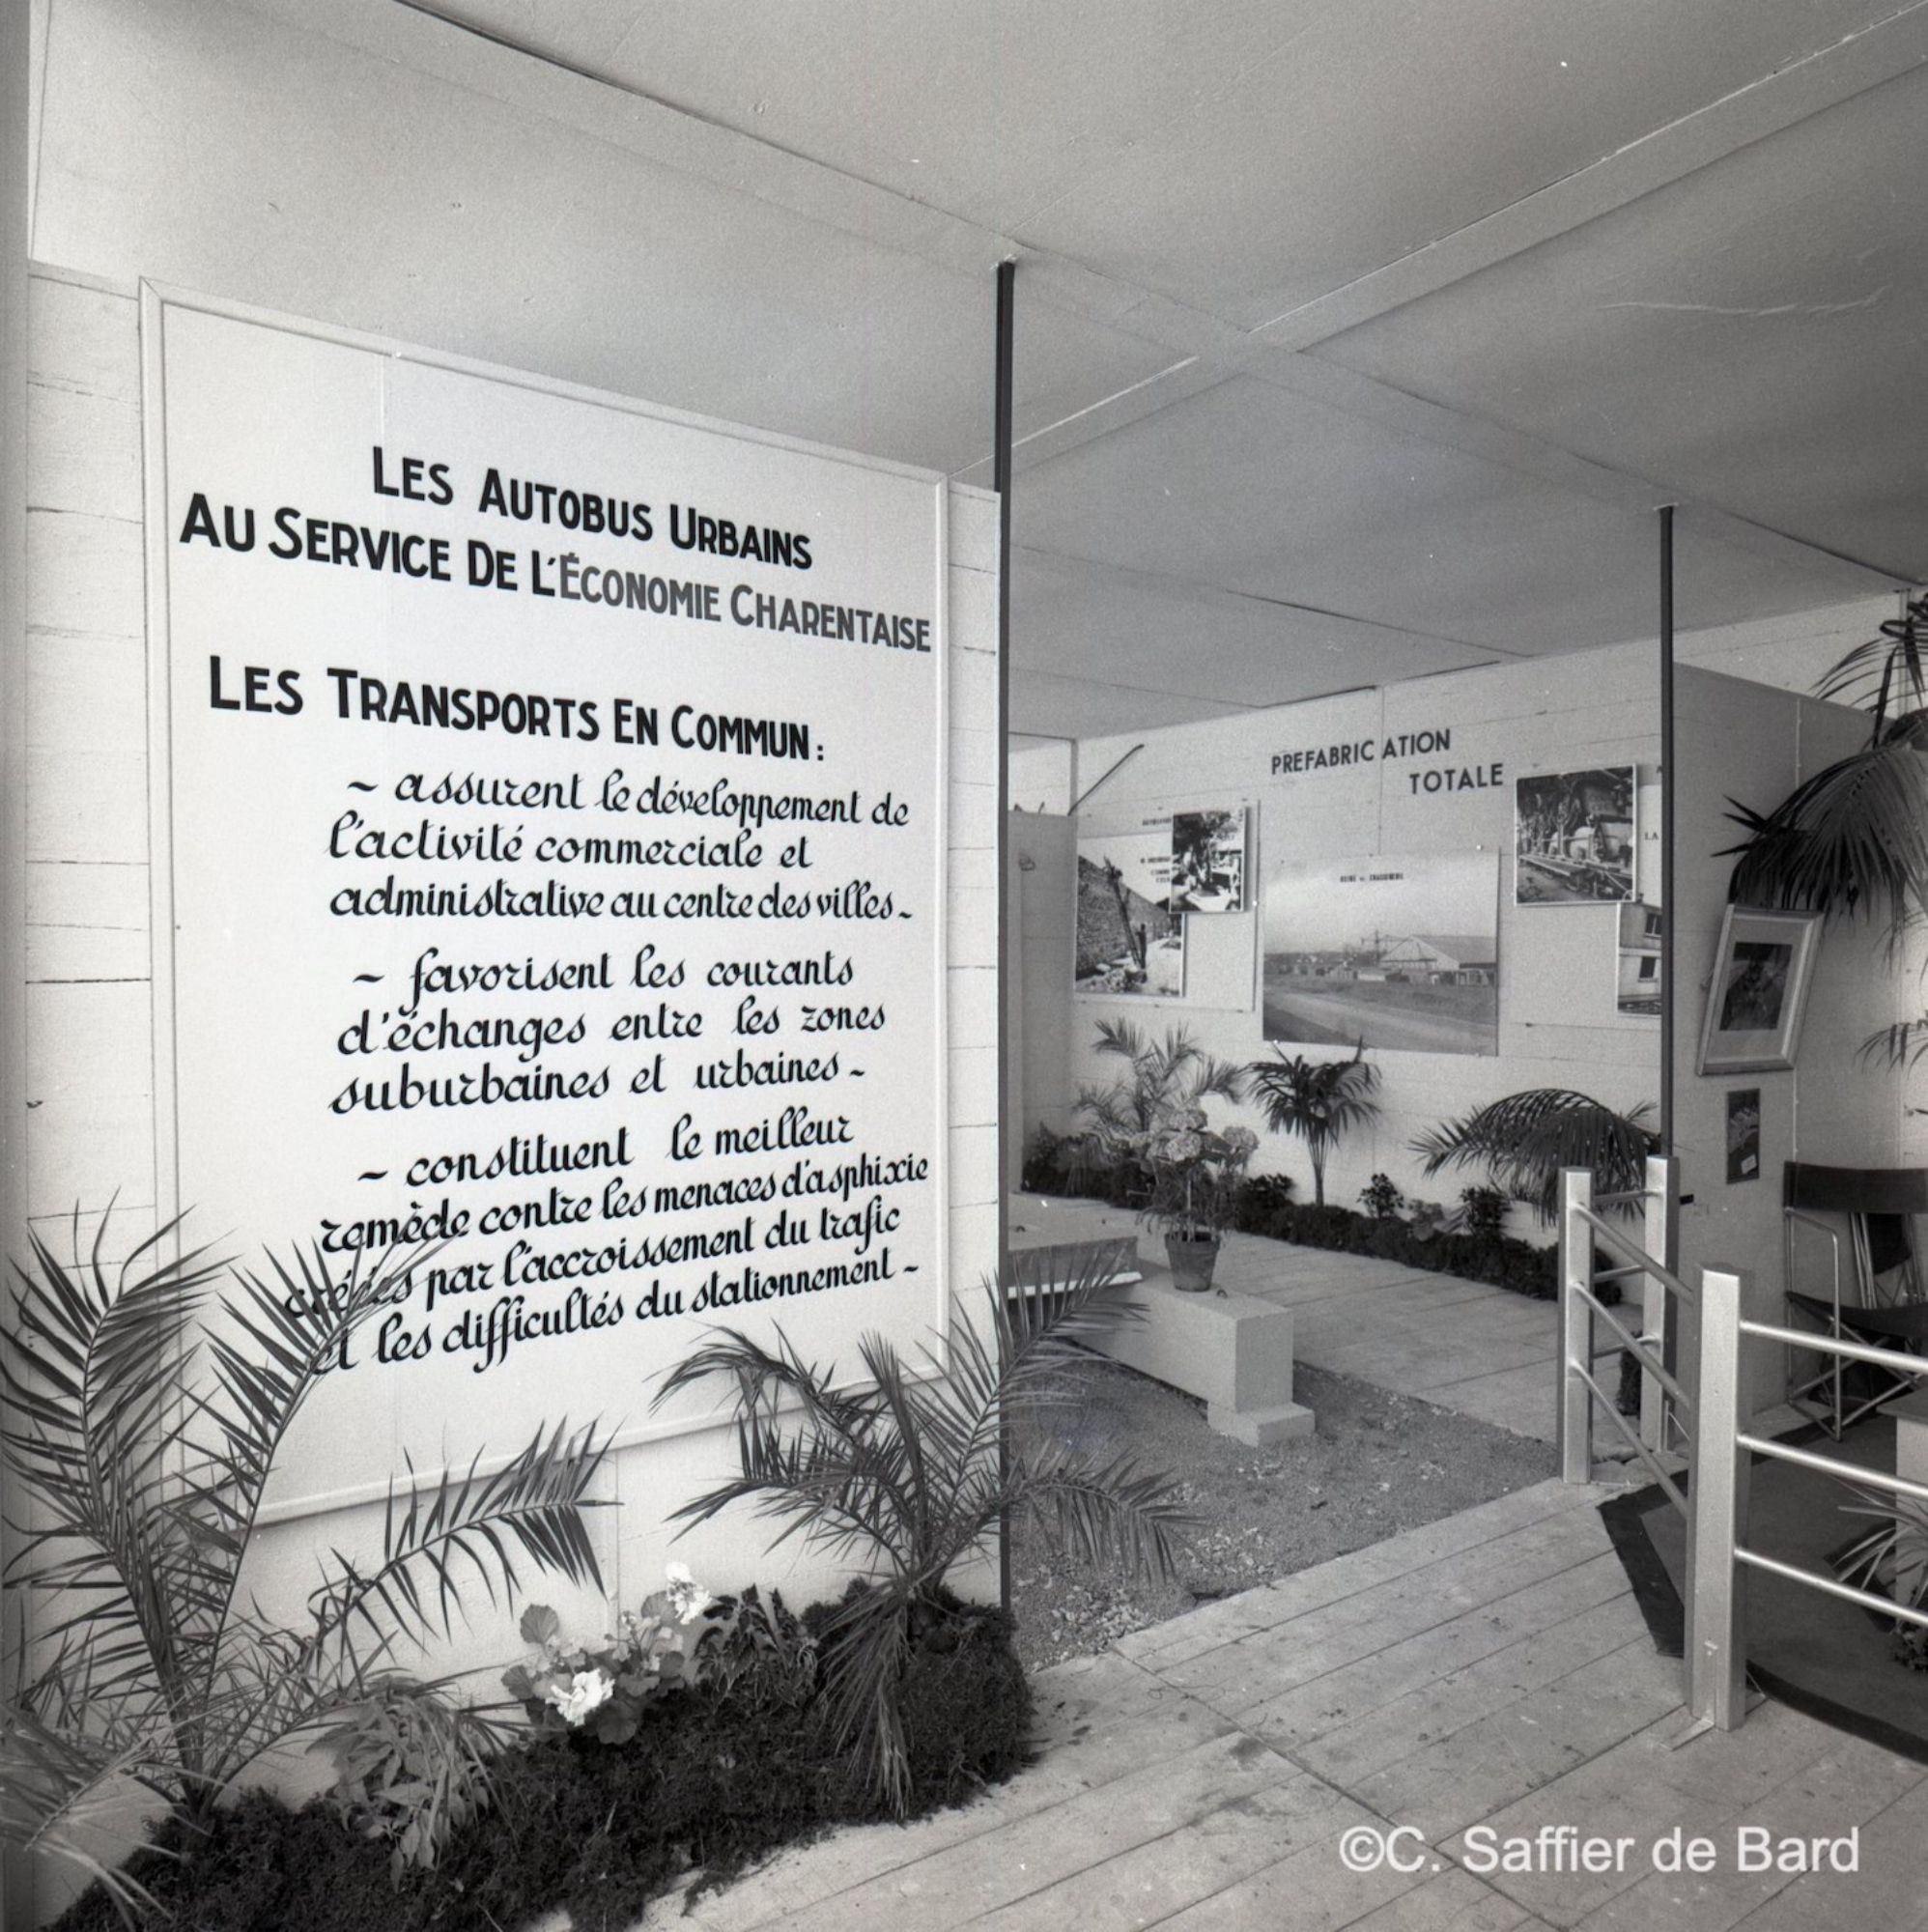 LES AUTOBUS URBAINS
AU SERVICE DE L'ÉCONOMIE CHARENTAISE
LES TRANSPORTS EN COMMUN :
~ assurent le développement de
l'activité commerciale et
administrative au centre des villes -
~ favorisent les courants
d'échanges entre les zones
suburbaines et urbaines -
~ constituent le meilleur
remède contre les menaces d'asphixie
créées par l'accroissement du trafic
et les difficultés du stationnement -
PREFABRICATION
TOTALE
LA
©C. Saffier de Bard